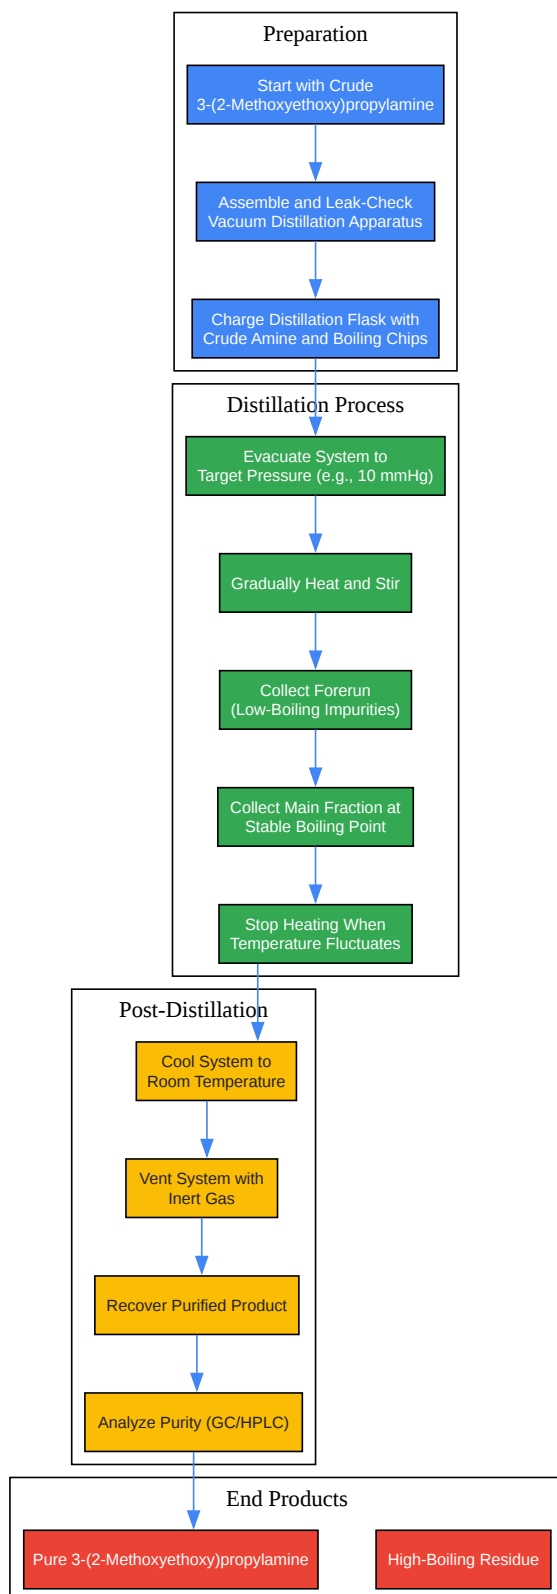 Preparation
Start with Crude
3-(2-Methoxyethoxy)propylamine
Assemble and Leak-Check
Vacuum Distillation Apparatus
Charge Distillation Flask with
Crude Amine and Boiling Chips
Distillation Process
Evacuate System to
Target Pressure (e.g., 10 mmHg)
Gradually Heat and Stir
Collect Forerun
(Low-Boiling Impurities)
Collect Main Fraction at
Stable Boiling Point
Stop Heating When
Temperature Fluctuates
Post-Distillation
Cool System to
Room Temperature
Vent System with
Inert Gas
Recover Purified Product
Analyze Purity (GC/HPLC)
End Products
Pure 3-(2-Methoxyethoxy)propylamine
High-Boiling Residue